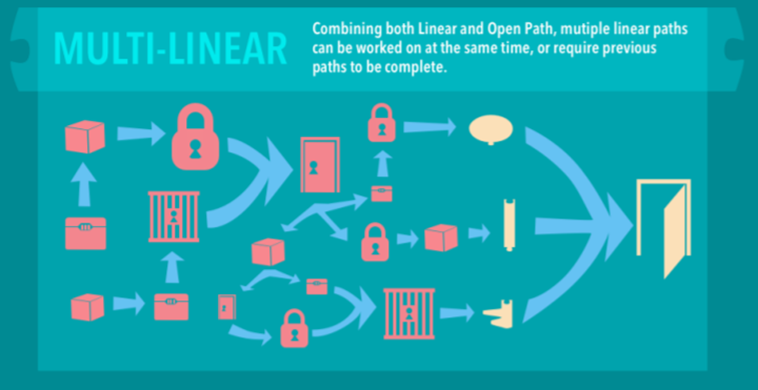 MULTI-LINEAR
Combining both Linear and Open Path, mutiple linear paths
can be worked on at the same time, or require previous
paths to be complete.